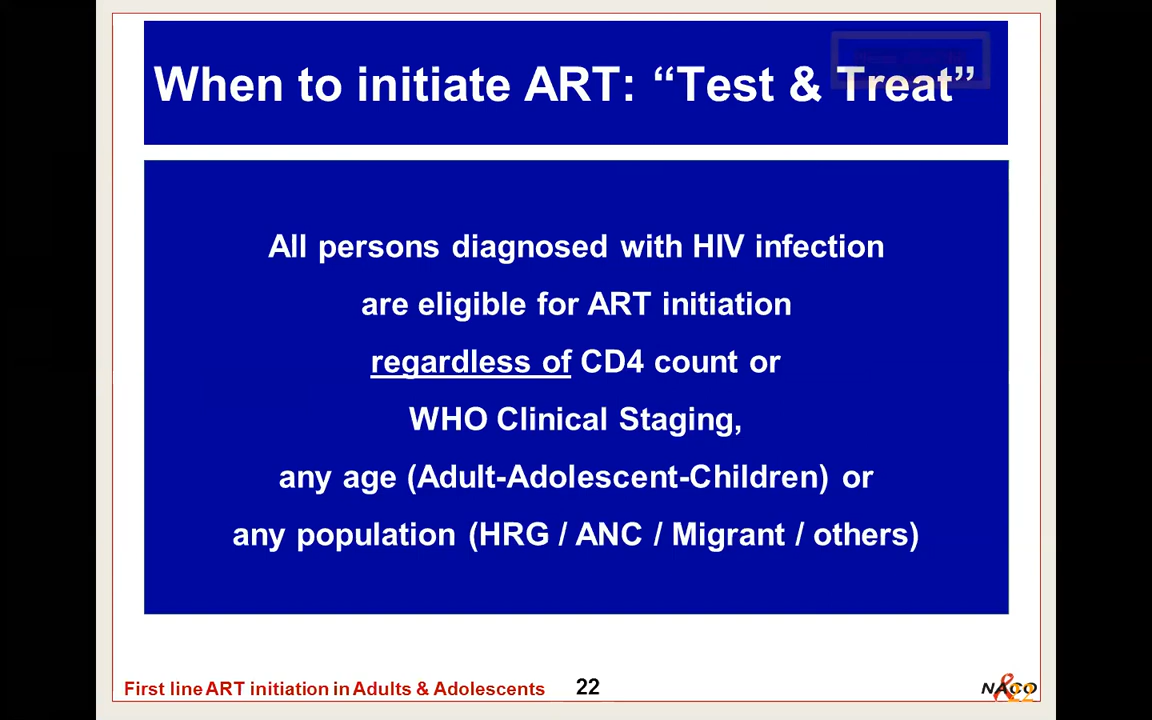 When to initiate ART: “Test & Treat”
All persons diagnosed with HIV infection
are eligible for ART initiation
regardless of CD4 count or
WHO Clinical Staging,
any age (Adult-Adolescent-Children) or
any population (HRG / ANC / Migrant / others)
First line ART initiation in Adults & Adolescents
22
NACO
22